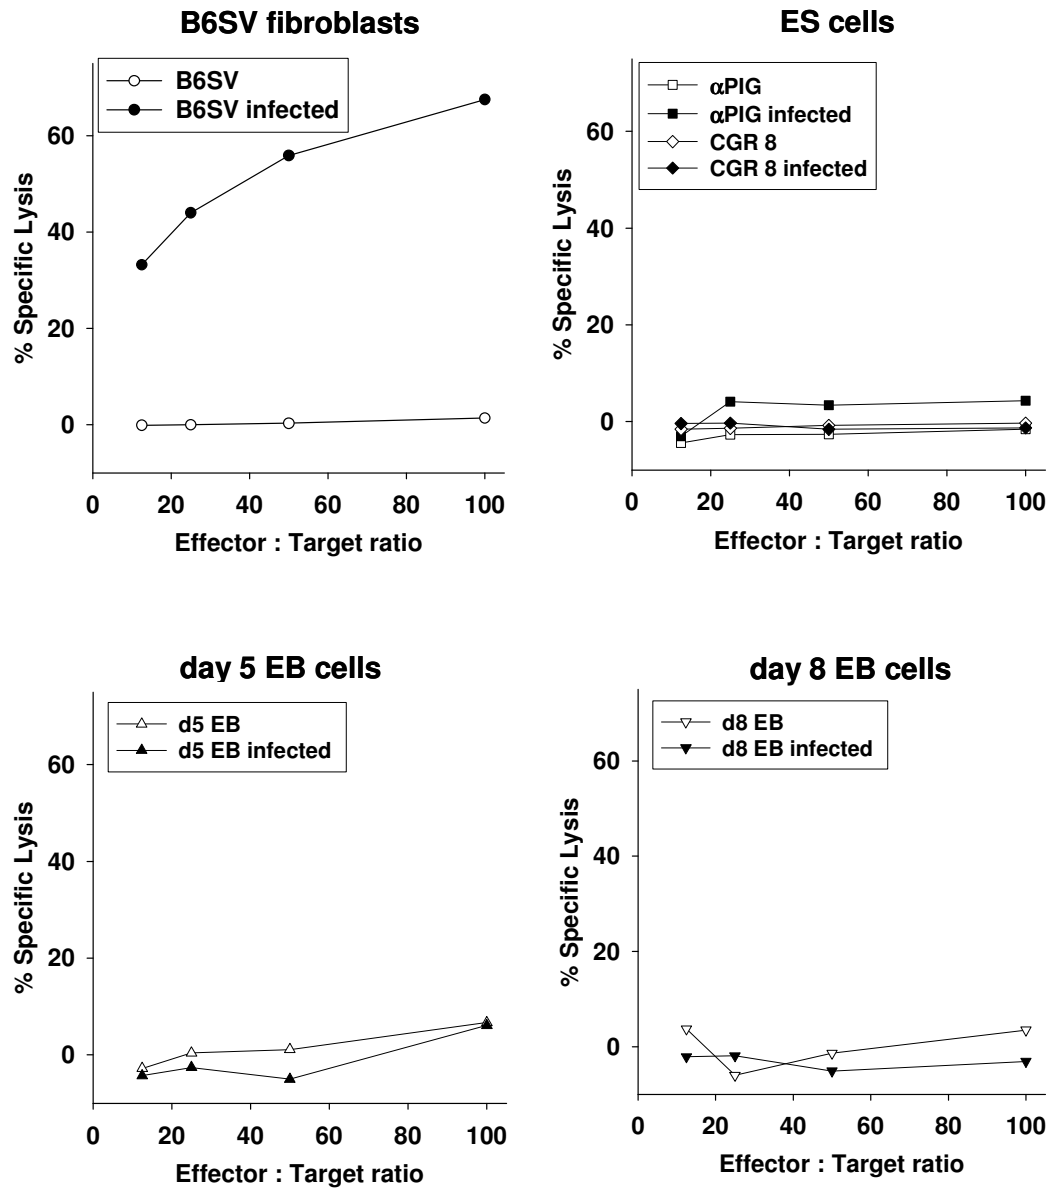 B6SV fibroblasts
B6SV
B6SV infected
60
40
20
0
% Specific Lysis
0 20 40 60 80 100
Effector : Target ratio
ES cells
αPIG
αPIG infected
CGR 8
CGR 8 infected
60
40
20
0
% Specific Lysis
0 20 40 60 80 100
Effector : Target ratio
day 5 EB cells
d5 EB
d5 EB infected
60
40
20
0
% Specific Lysis
0 20 40 60 80 100
Effector : Target ratio
day 8 EB cells
d8 EB
d8 EB infected
60
40
20
0
% Specific Lysis
0 20 40 60 80 100
Effector : Target ratio